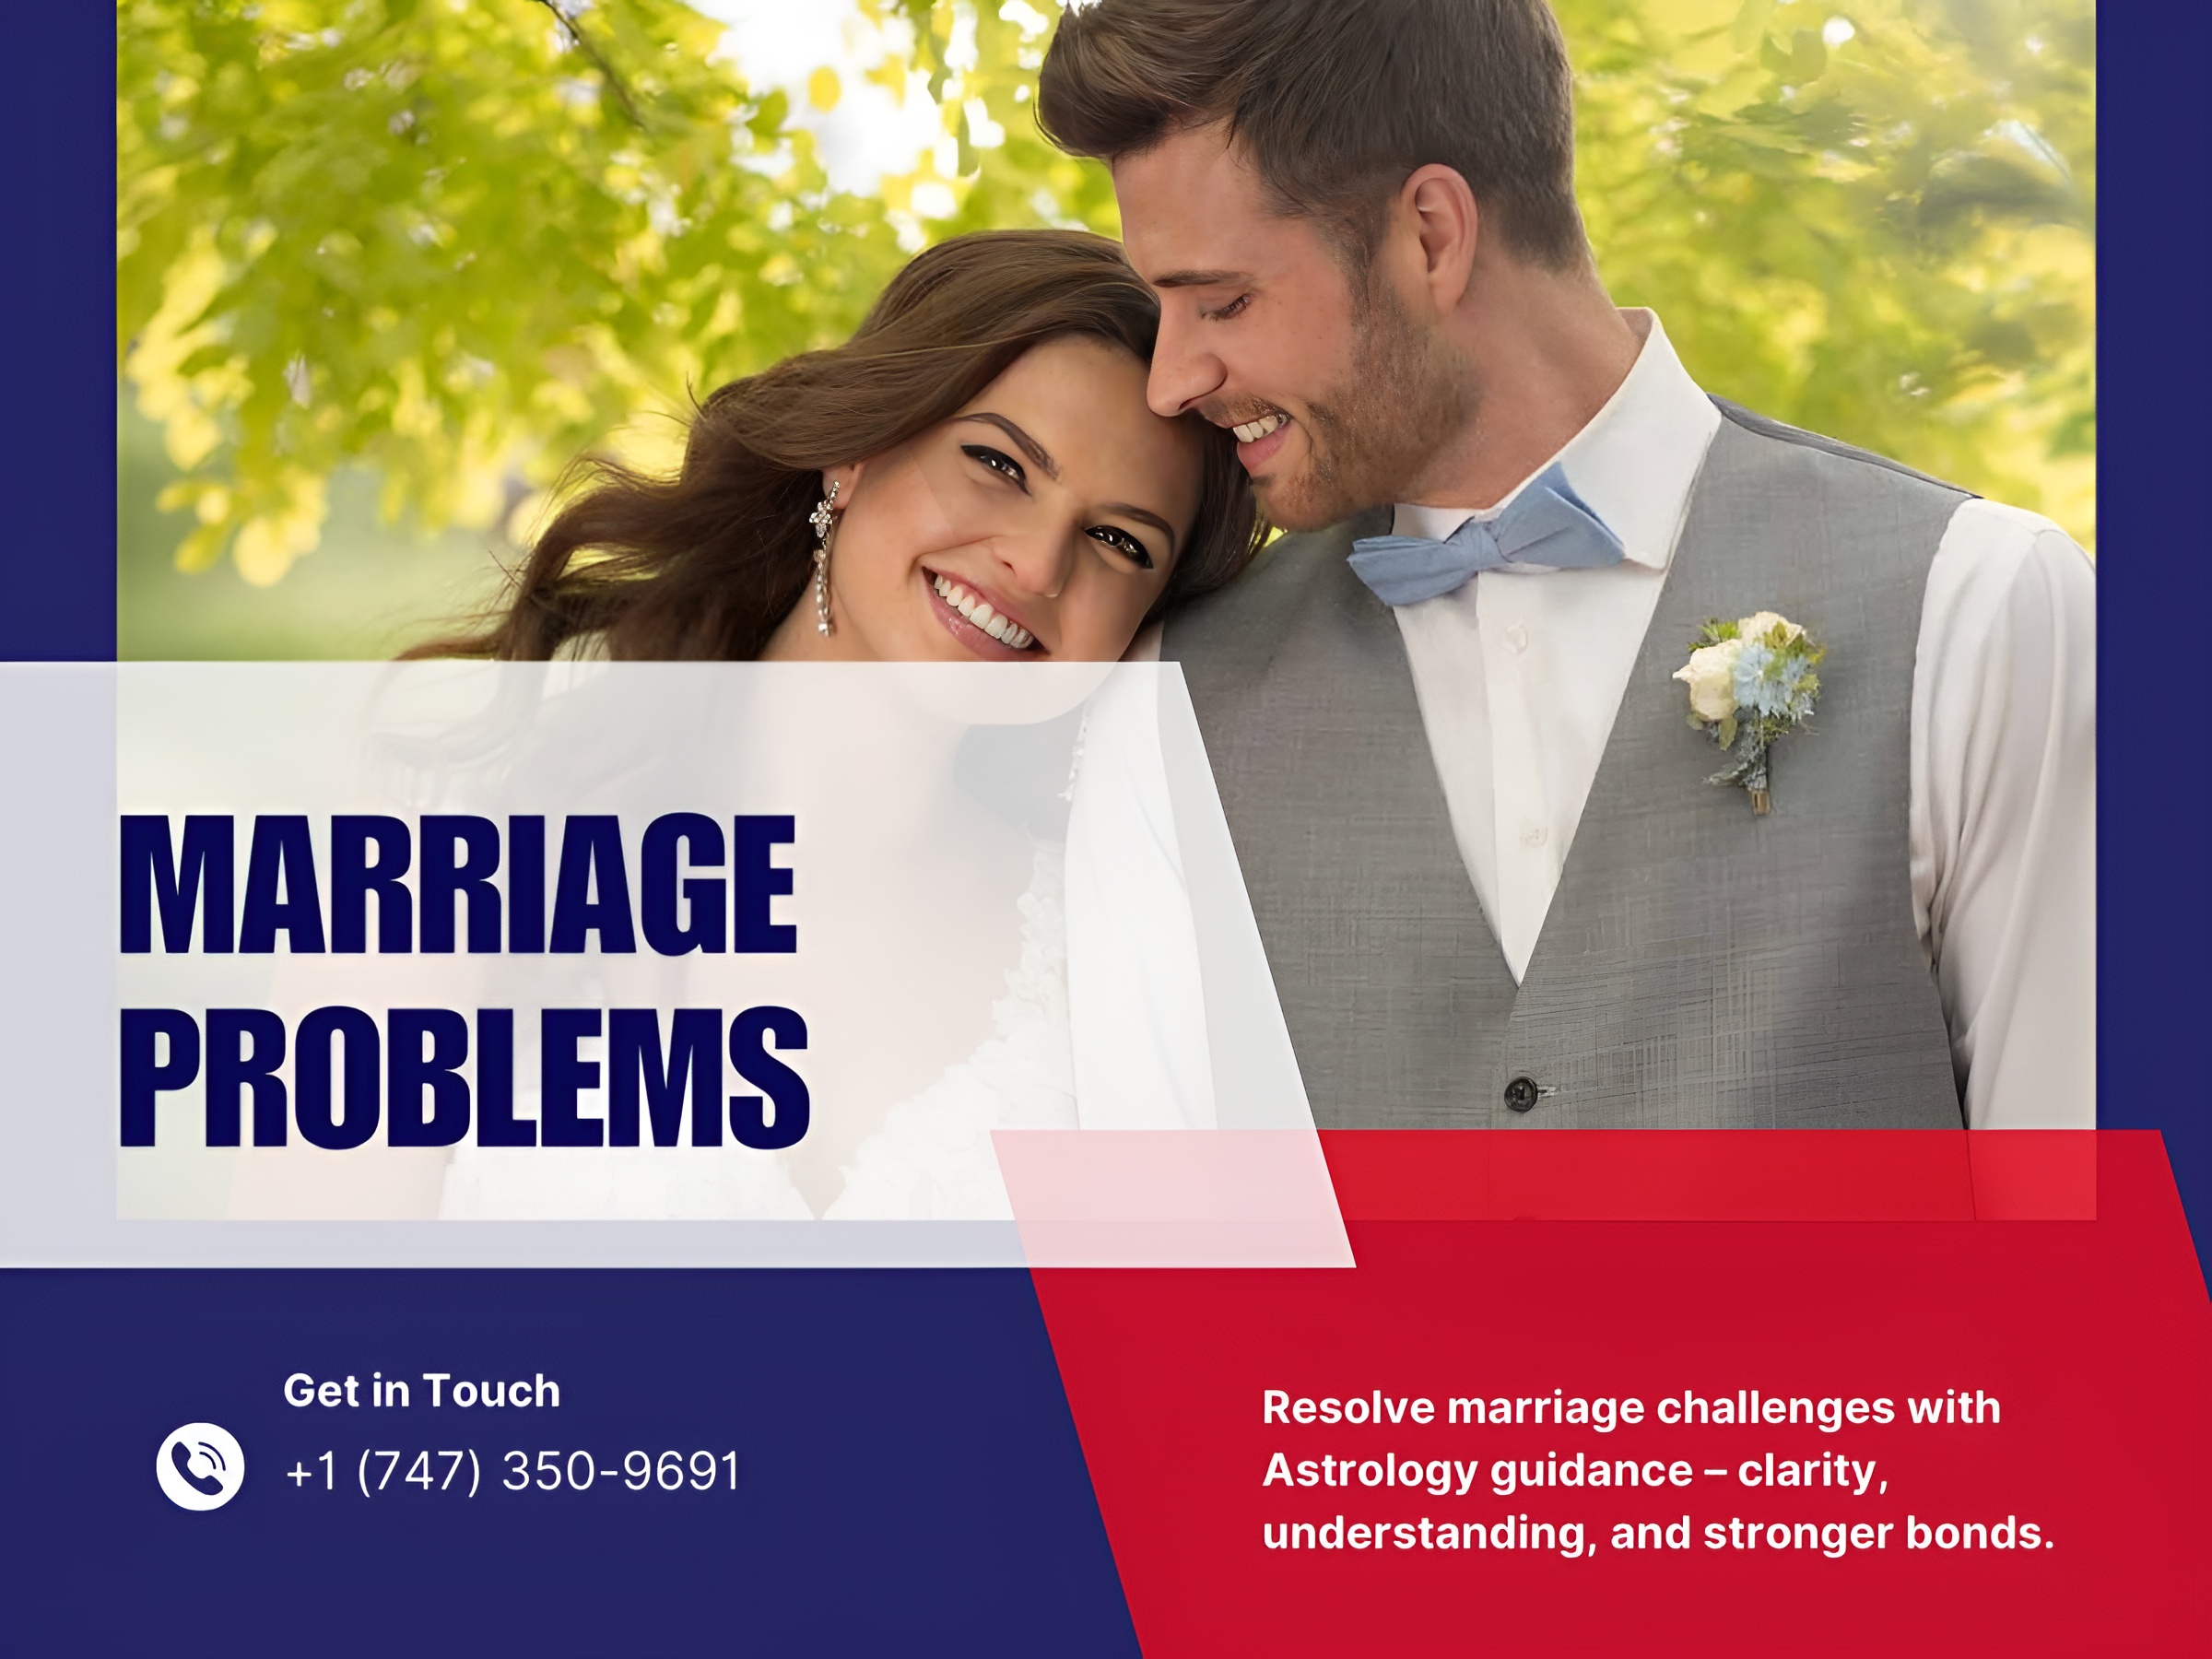 MARRIAGE
PROBLEMS
Get in Touch
+1 (747) 350-9691
Resolve marriage challenges with
Astrology guidance – clarity,
understanding, and stronger bonds.